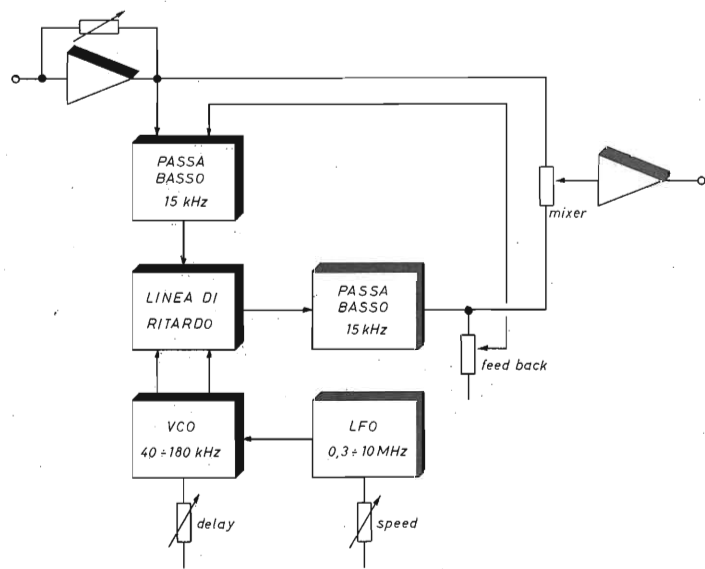 PASSA
BASSO
15 kHz
mixer
LINEA DI
RITARDO
PASSA
BASSO
15 kHz
feed back
VCO
40 ÷ 180 kHz
LFO
0,3 ÷ 10 MHz
delay
speed